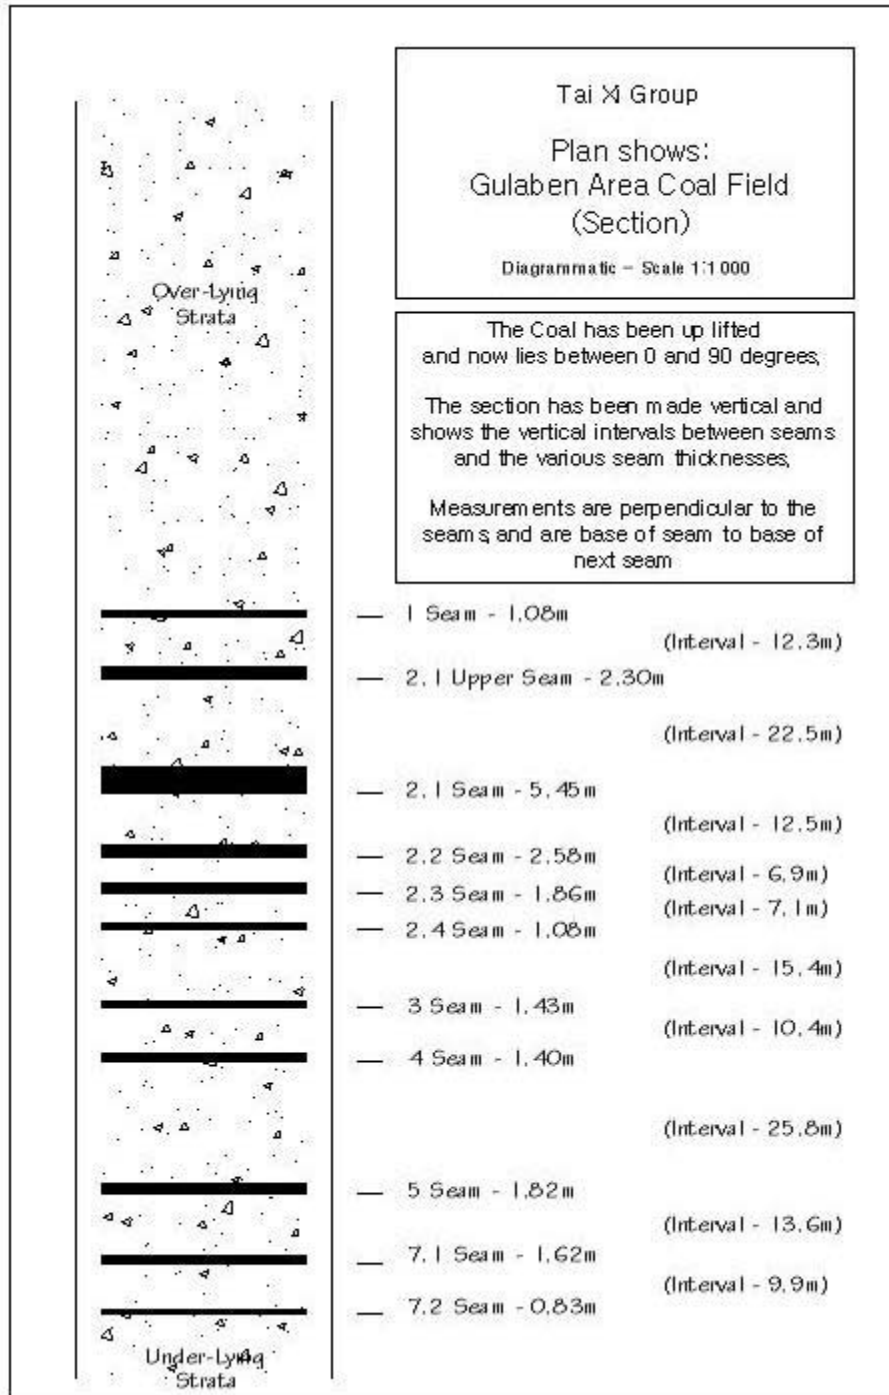 Tai Xi Group
Plan shows:
Gulaben Area Coal Field
(Section)
Diagrammatic - Scale 1:1000
The Coal has been up lifted
and now lies between 0 and 90 degrees,
The section has been made vertical and
shows the vertical intervals between seams
and the various seam thicknesses,
Measurements are perpendicular to the
seams, and are base of seam to base of
next seam
Over-Lying
Strata
1 Seam - 1.08m
(Interval - 12.3m)
2.1 Upper Seam - 2.30m
(Interval - 22.5m)
2.1 Seam - 5.45m
(Interval - 12.5m)
2.2 Seam - 2.58m
(Interval - 6.9m)
2.3 Seam - 1.86m
(Interval - 7.1m)
2.4 Seam - 1.08m
(Interval - 15.4m)
3 Seam - 1.43m
(Interval - 10.4m)
4 Seam - 1.40m
(Interval - 25.8m)
5 Seam - 1.82m
(Interval - 13.6m)
7.1 Seam - 1.62m
(Interval - 9.9m)
7.2 Seam - 0.83m
Under-Lying
Strata